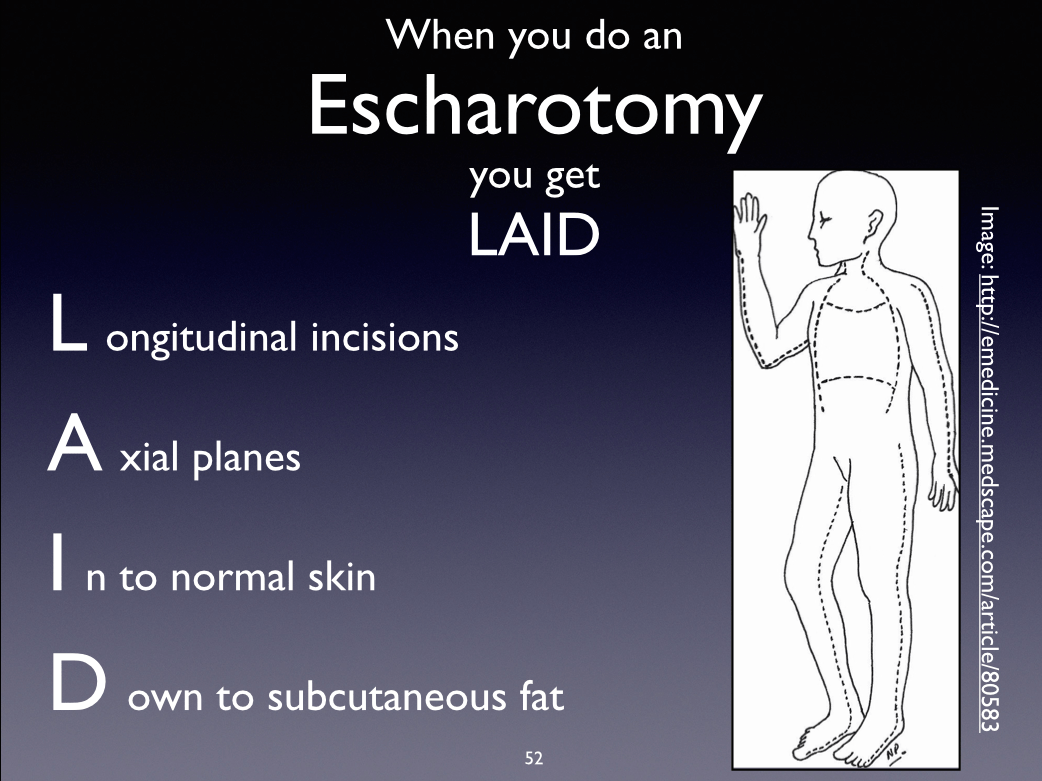 When you do an
Escharotomy
you get
LAID
L ongitudinal incisions
A xial planes
I n to normal skin
D own to subcutaneous fat
Image: http://emedicine.medscape.com/article/80583
NP.
52